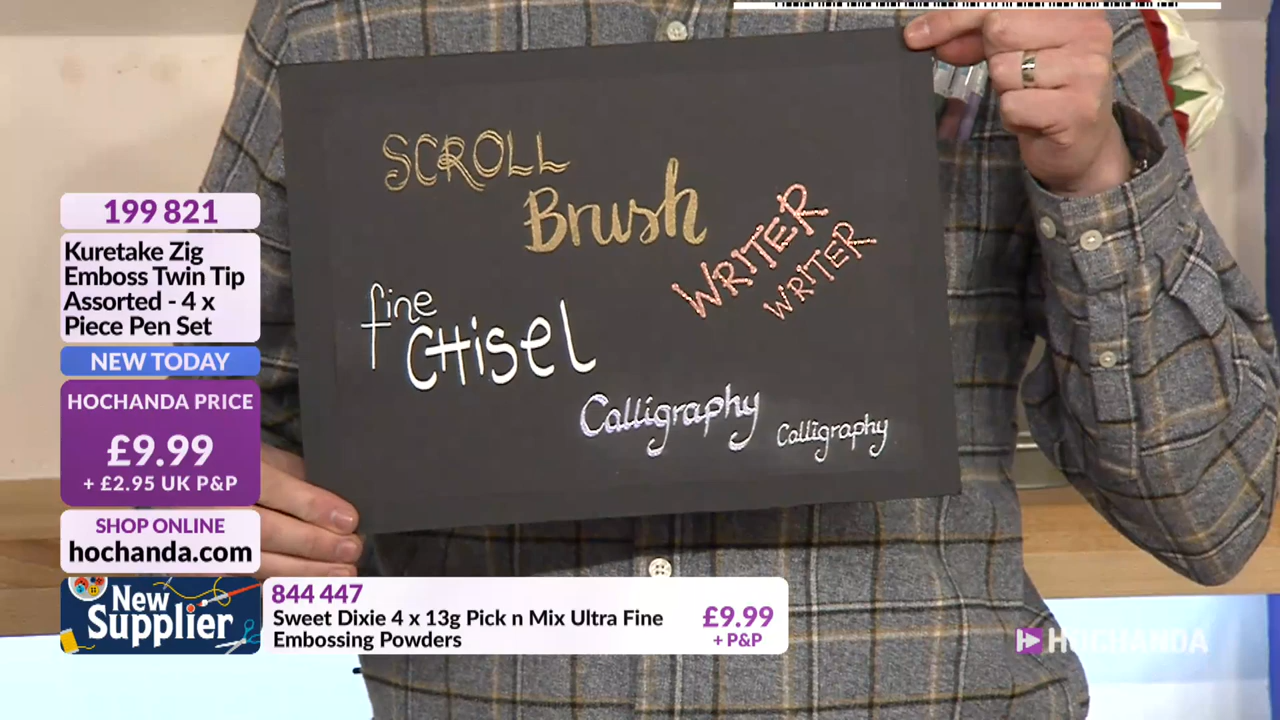 SCROLL
Brush
WRITER
WRITER
fine
CHisel
Calligraphy
Calligraphy
199 821
Kuretake Zig
Emboss Twin Tip
Assorted - 4 x
Piece Pen Set
NEW TODAY
HOCHANDA PRICE
£9.99
+ £2.95 UK P&P
SHOP ONLINE
hochanda.com
New
Supplier
844 447
Sweet Dixie 4 x 13g Pick n Mix Ultra Fine
Embossing Powders
£9.99
+ P&P
HOCHANDA